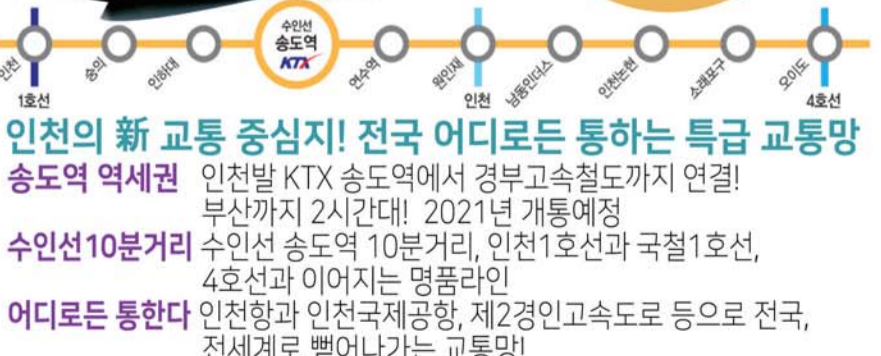 수인선
송도역
KTX
인천
숭의
인하대
연수역
원인재
남동인더스
인천논현
소래포구
오이도
1호선
인천
4호선
인천의 新 교통 중심지! 전국 어디로든 통하는 특급 교통망
송도역 역세권 인천발 KTX 송도역에서 경부고속철도까지 연결!
부산까지 2시간대! 2021년 개통예정
수인선10분거리 수인선 송도역 10분거리, 인천1호선과 국철1호선,
4호선과 이어지는 명품라인
어디로든 통한다 인천항과 인천국제공항, 제2경인고속도로 등으로 전국,
전세계로 뻗어나가는 교통망!